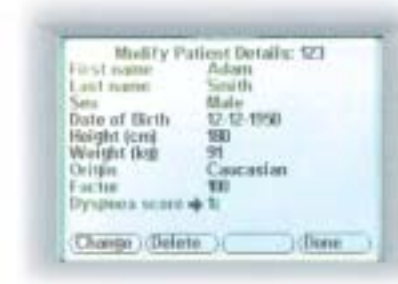 Modify Patient Details: 123
First name Adam
Last name Smith
Sex Male
Date of Birth 12-12-1950
Height (cm) 180
Weight (kg) 91
Origin Caucasian
Factor 100
Dyspnoea score ➔ 1:
Change Delete Done